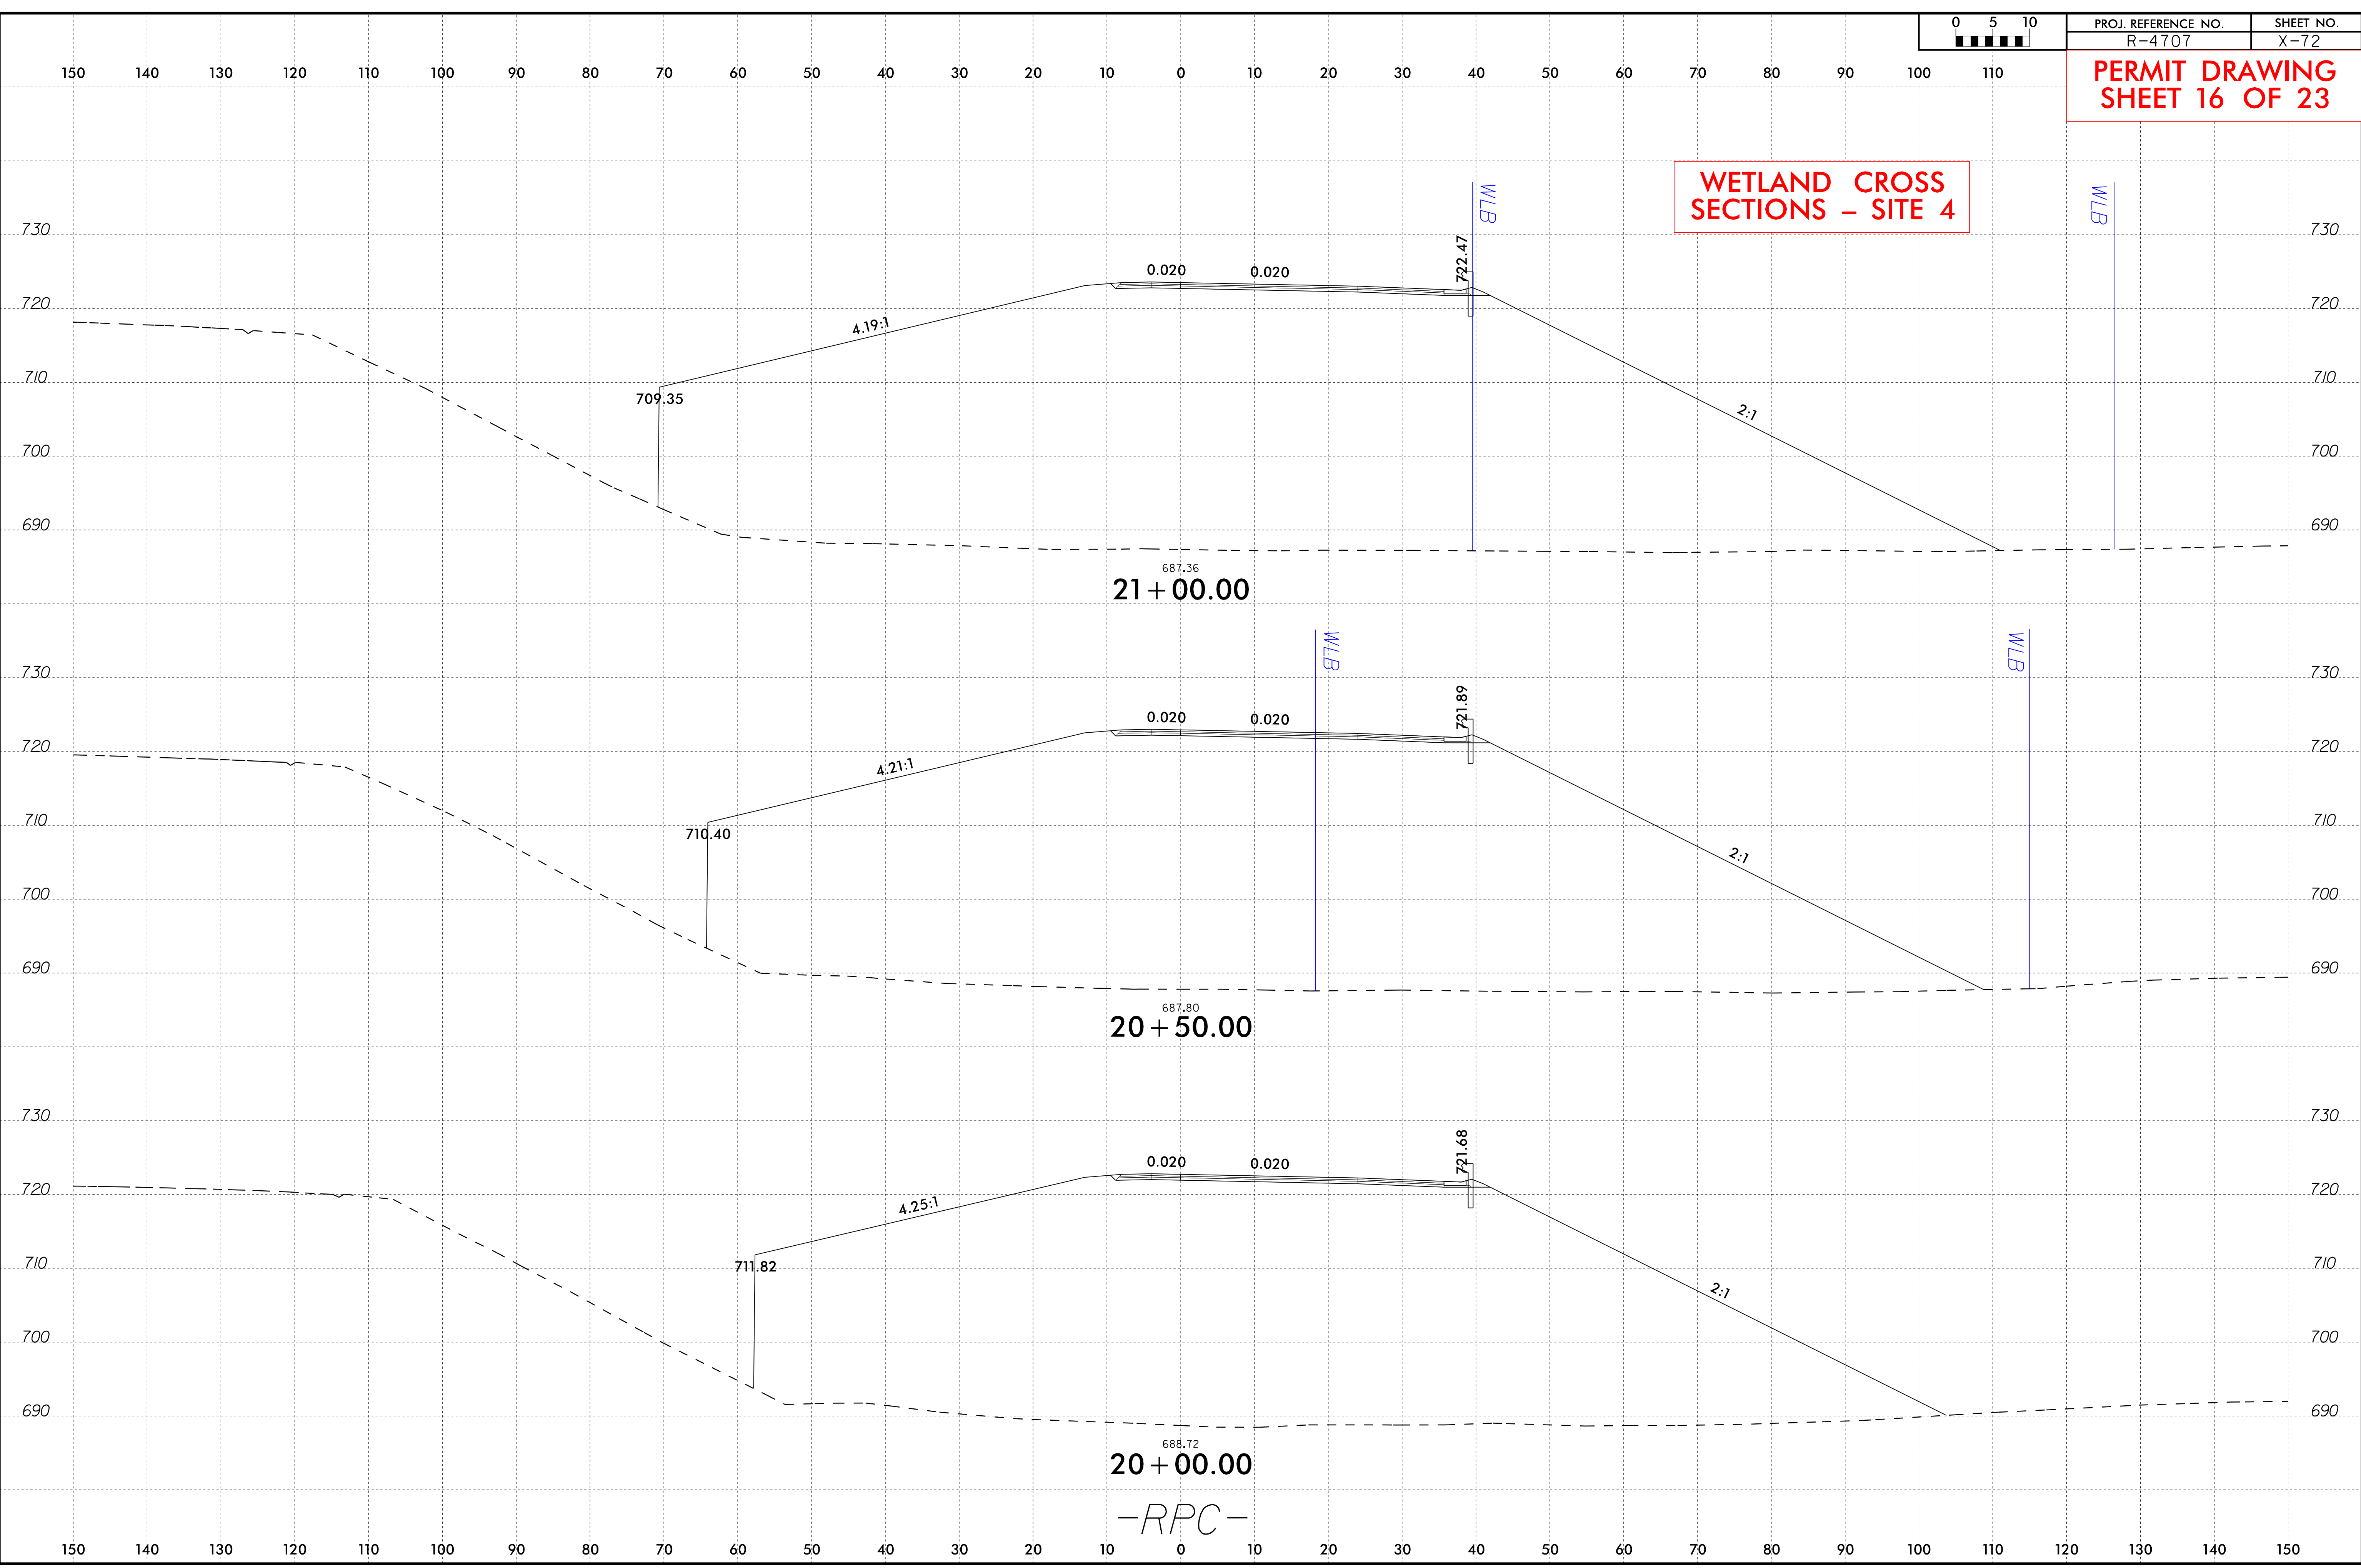 0 5 10
PROJ. REFERENCE NO. SHEET NO.
R-4707 X-72
150 140 130 120 110 100 90 80 70 60 50 40 30 20 10 0 10 20 30 40 50 60 70 80 90 100 110
PERMIT DRAWING
SHEET 16 OF 23
WETLAND CROSS
SECTIONS – SITE 4
WLB
WLB
730 730
722.47
0.020 0.020
720 720
4.19:1
710 710
709.35
2:1
700 700
690 690
687.36
21+00.00
WLB
WLB
730 730
721.89
0.020 0.020
720 720
4.21:1
710 710
710.40
2:1
700 700
690 690
687.80
20+50.00
730 730
721.68
0.020 0.020
720 720
4.25:1
710 710
711.82
2:1
700 700
690 690
688.72
20+00.00
-RPC-
150 140 130 120 110 100 90 80 70 60 50 40 30 20 10 0 10 20 30 40 50 60 70 80 90 100 110 120 130 140 150